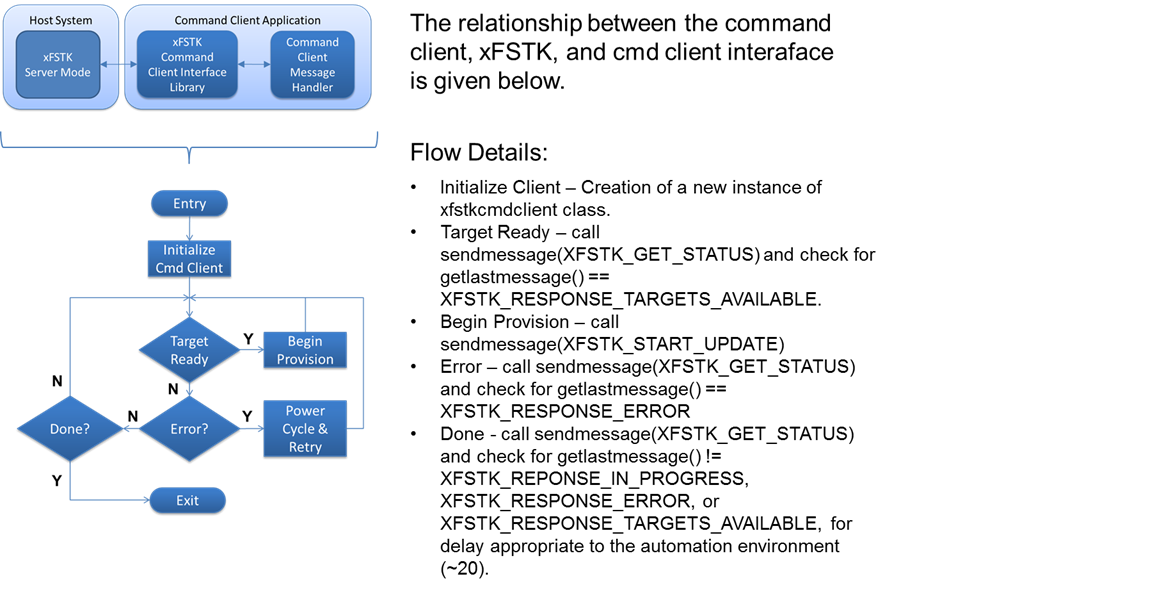 Host System
Command Client Application
xFSTK
Server Mode
xFSTK
Command
Client Interface
Library
Command
Client
Message
Handler
Entry
Initialize
Cmd Client
Target
Ready
Y
Begin
Provision
N
N
Done?
N
Error?
Y
Power
Cycle &
Retry
Y
Exit
The relationship between the command
client, xFSTK, and cmd client interaface
is given below.
Flow Details:
• Initialize Client – Creation of a new instance of
xfstkcmdclient class.
• Target Ready – call
sendmessage(XFSTK_GET_STATUS) and check for
getlastmessage() ==
XFSTK_RESPONSE_TARGETS_AVAILABLE.
• Begin Provision – call
sendmessage(XFSTK_START_UPDATE)
• Error – call sendmessage(XFSTK_GET_STATUS)
and check for getlastmessage() ==
XFSTK_RESPONSE_ERROR
• Done - call sendmessage(XFSTK_GET_STATUS)
and check for getlastmessage() !=
XFSTK_REPONSE_IN_PROGRESS,
XFSTK_RESPONSE_ERROR, or
XFSTK_RESPONSE_TARGETS_AVAILABLE, for
delay appropriate to the automation environment
(~20).